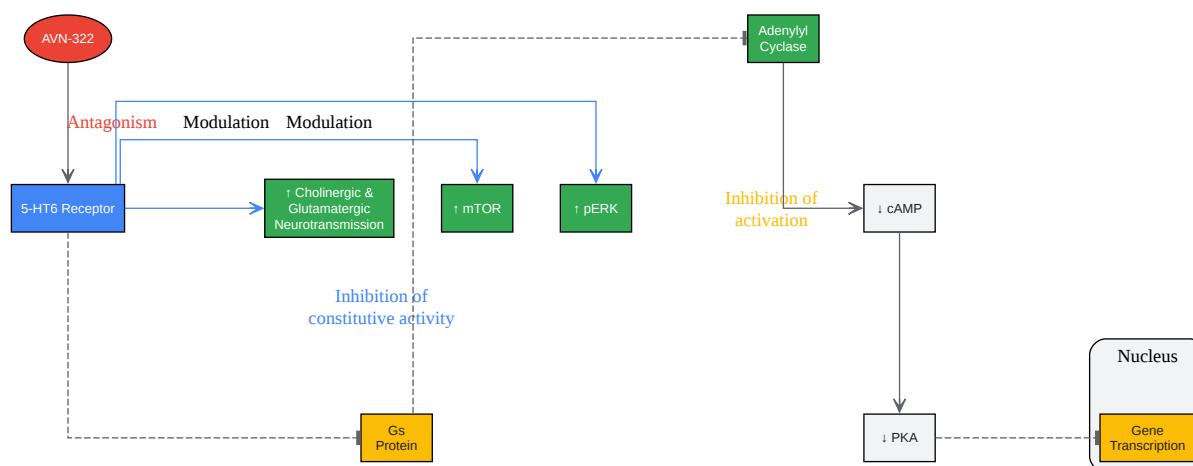 AVN-322
Adenylyl
Cyclase
Antagonism
Modulation
Modulation
5-HT6 Receptor
↑ Cholinergic &
Glutamatergic
Neurotransmission
↑ mTOR
↑ pERK
Inhibition of
activation
↓ cAMP
Inhibition of
constitutive activity
Nucleus
Gs
Protein
↓ PKA
Gene
Transcription